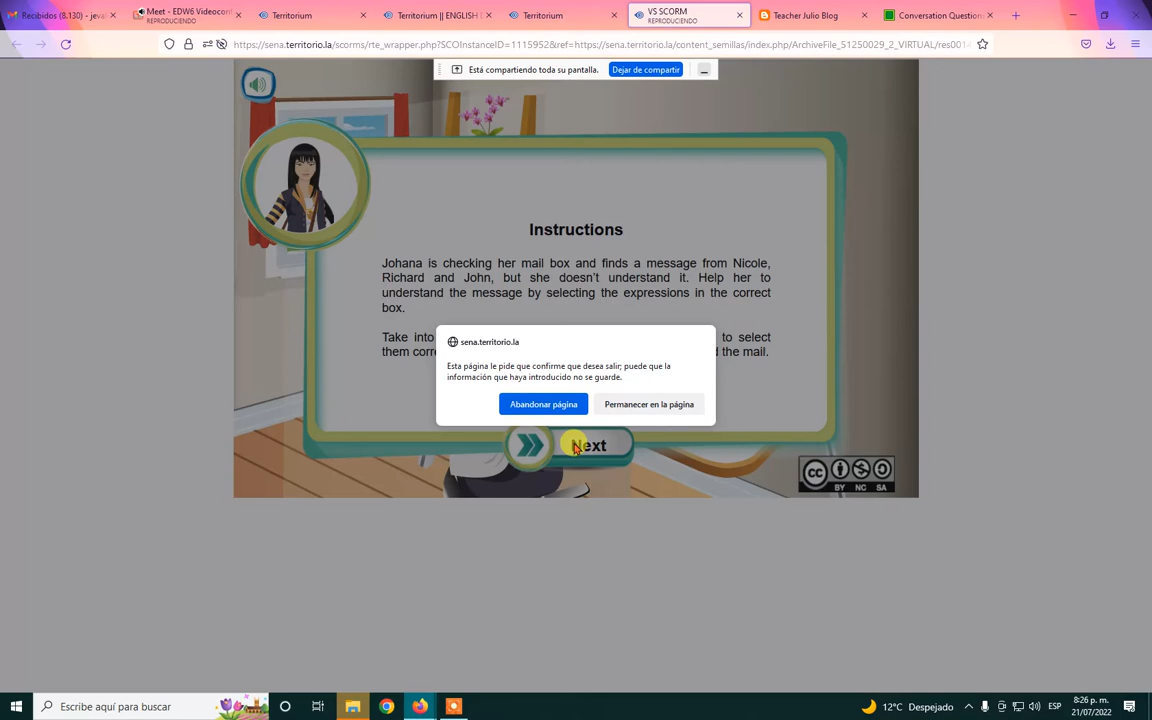 Recibidos (8.130) - jeval
Meet - EDW6 Videoconf
REPRODUCIENDO
Territorium
Territorium || ENGLISH
Territorium
VS SCORM
REPRODUCIENDO
Teacher Julio Blog
Conversation Question
https://sena.territorio.la/scorms/rte_wrapper.php?SCOInstanceID=1115952&ref=https://sena.territorio.la/content_semillas/index.php/ArchiveFile_51250029_2_VIRTUAL/res001
Está compartiendo toda su pantalla.
Dejar de compartir
Instructions
Johana is checking her mail box and finds a message from Nicole,
Richard and John, but she doesn't understand it. Help her to
understand the message by selecting the expressions in the correct
box.
Take into to select
them corr the mail.
sena.territorio.la
Esta página le pide que confirme que desea salir; puede que la
información que haya introducido no se guarde.
Abandonar página
Permanecer en la página
Next
cc
BY NC SA
Escribe aquí para buscar
12°C Despejado
ESP
8:26 p. m.
21/07/2022